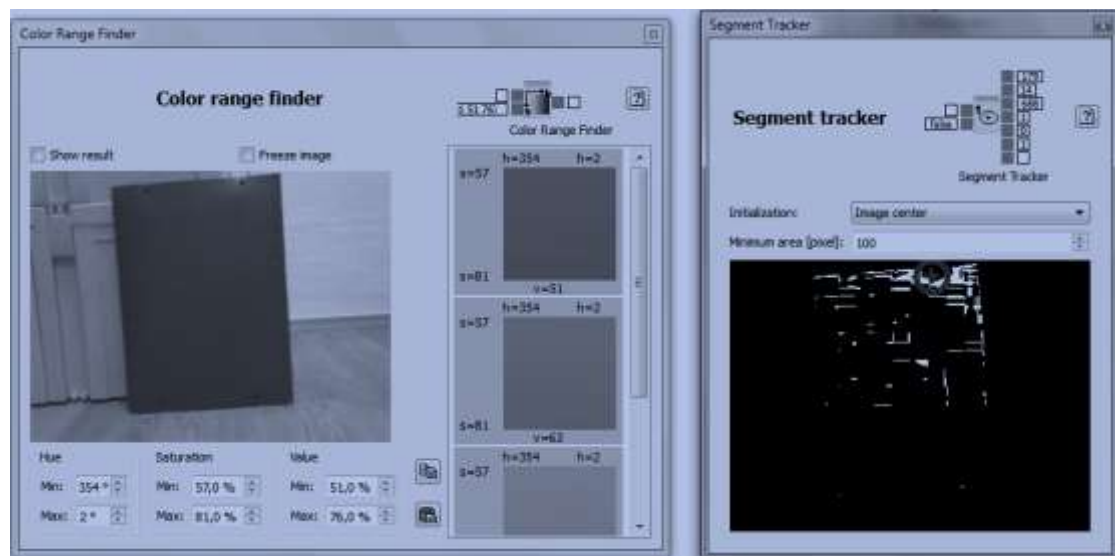 Color Range Finder
Color range finder
Color Range Finder
Show result
Freeze image
h=354 h=2
s=57
s=81
v=51
h=354 h=2
s=57
s=81
v=63
h=354 h=2
s=57
Hue
Min: 354 °
Max: 2 °
Saturation
Min: 57,0 %
Max: 81,0 %
Value
Min: 51,0 %
Max: 76,0 %
Segment Tracker
Segment tracker
false
Segment Tracker
Initialization: Image center
Minimum area [pixel]: 100